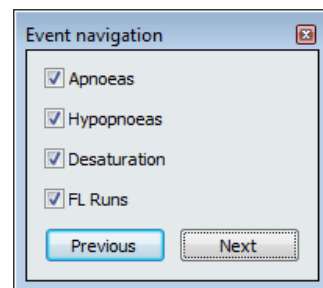 Event navigation
Apnoeas
Hypopnoeas
Desaturation
FL Runs
Previous Next